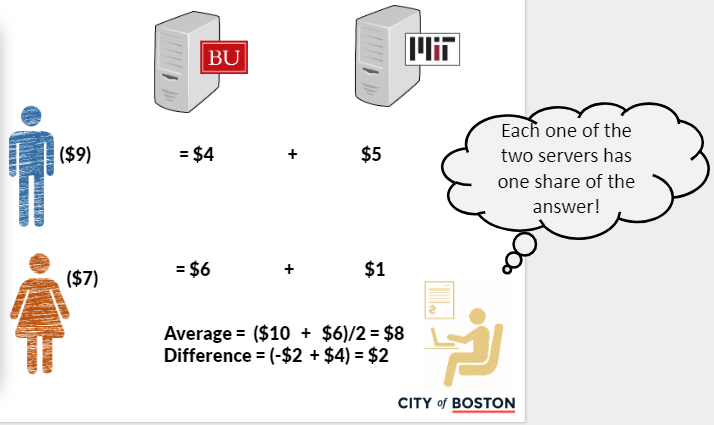 BU
MIT
Each one of the
two servers has
one share of the
answer!
($9) = $4 + $5
($7) = $6 + $1
$
Average = ($10 + $6)/2 = $8
Difference = (-$2 + $4) = $2
CITY of BOSTON